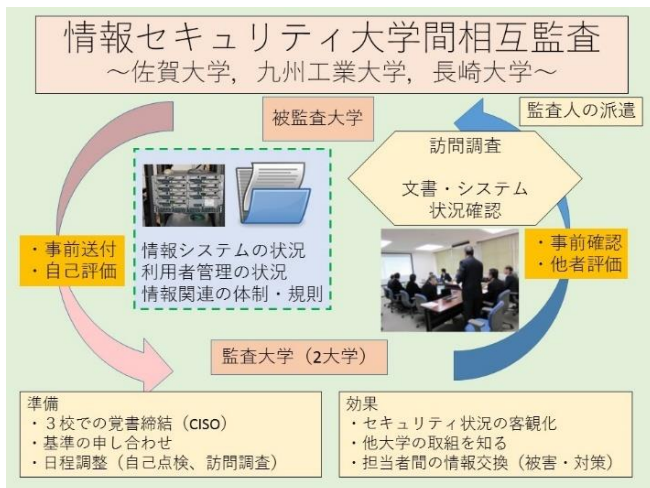 情報セキュリティ大学間相互監査
～佐賀大学，九州工業大学，長崎大学～
被監査大学
監査人の派遣
訪問調査
文書・システム
状況確認
情報システムの状況
利用者管理の状況
情報関連の体制・規則
・事前送付
・自己評価
・事前確認
・他者評価
監査大学（2大学）
準備
・３校での覚書締結（CISO）
・基準の申し合わせ
・日程調整（自己点検、訪問調査）
効果
・セキュリティ状況の客観化
・他大学の取組を知る
・担当者間の情報交換（被害・対策）